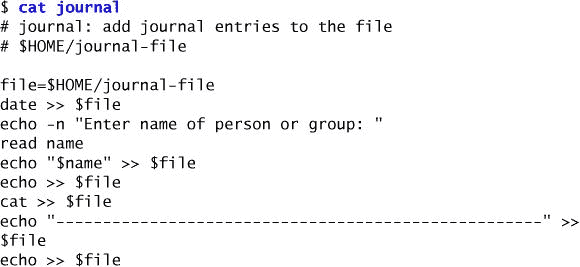 $ cat journal
# journal: add journal entries to the file
# $HOME/journal-file
file=$HOME/journal-file
date >> $file
echo -n "Enter name of person or group: "
read name
echo "$name" >> $file
echo >> $file
cat >> $file
echo "----------------------------------------------------" >>
$file
echo >> $file